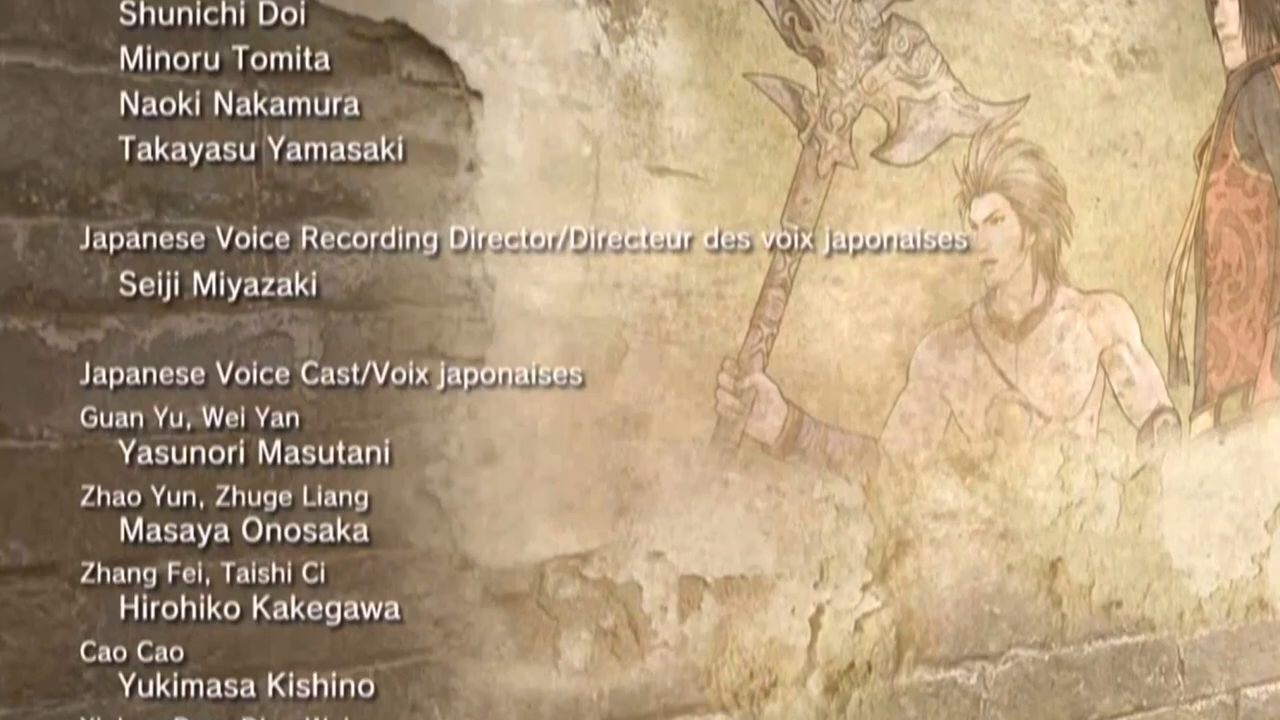 Shunichi Doi
Minoru Tomita
Naoki Nakamura
Takayasu Yamasaki
Japanese Voice Recording Director/Directeur des voix japonaises
Seiji Miyazaki
Japanese Voice Cast/Voix japonaises
Guan Yu, Wei Yan
Yasunori Masutani
Zhao Yun, Zhuge Liang
Masaya Onosaka
Zhang Fei, Taishi Ci
Hirohiko Kakegawa
Cao Cao
Yukimasa Kishino